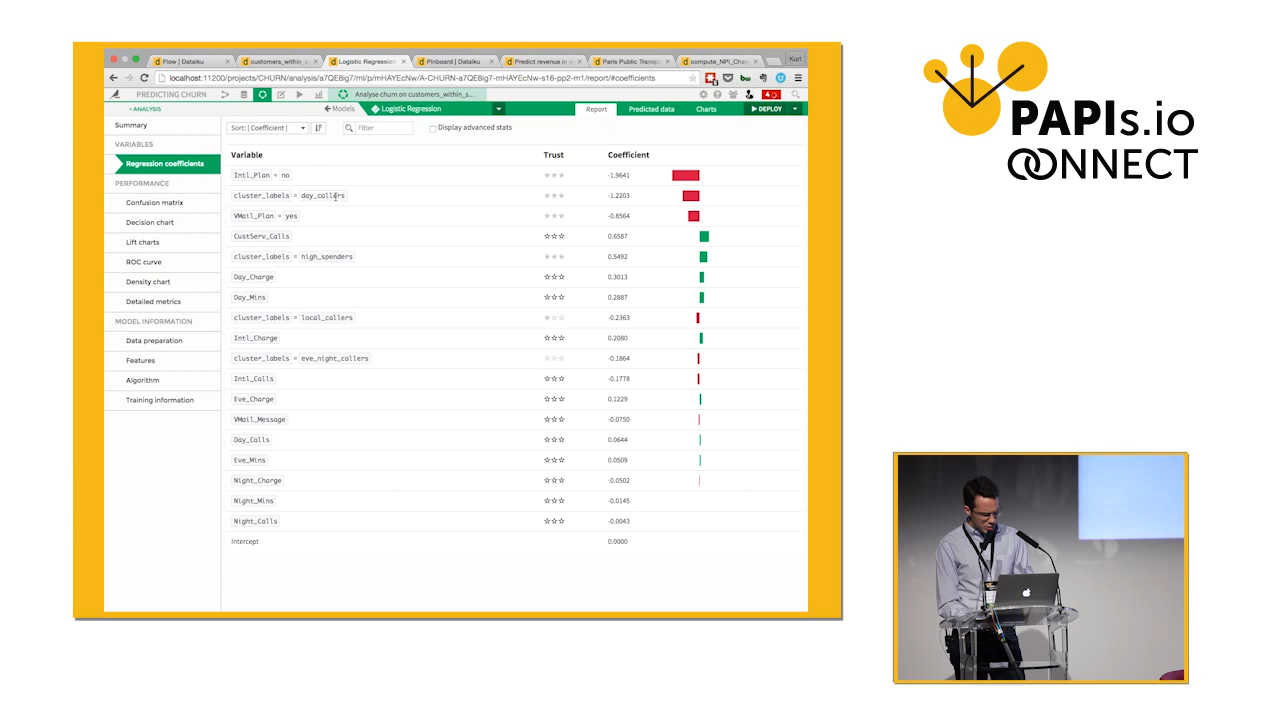 Flow | Dataiku
customers_within_s
Logistic Regression
Pinboard | Dataiku
Predict revenue in s
Paris Public Transpo
compute_NPI_Cha
Kurt
localhost:11200/projects/CHURN/analysis/a7QE8ig7/ml/p/mHAYEcNw/A-CHURN-a7QE8ig7-mHAYEcNw-s16-pp2-m1/report/#coefficients
PREDICTING CHURN
Analyse churn on customers_within_s...
4
ANALYSIS
Models
Logistic Regression
Report
Predicted data
Charts
DEPLOY
Summary
VARIABLES
Regression coefficients
PERFORMANCE
Confusion matrix
Decision chart
Lift charts
ROC curve
Density chart
Detailed metrics
MODEL INFORMATION
Data preparation
Features
Algorithm
Training information
Sort: | Coefficient |
Filter
Display advanced stats
Variable Trust Coefficient
Intl_Plan = no -1.9641
cluster_labels = day_callers -1.2203
VMail_Plan = yes -0.8564
CustServ_Calls 0.6587
cluster_labels = high_spenders 0.5492
Day_Charge 0.3013
Day_Mins 0.2887
cluster_labels = local_callers -0.2363
Intl_Charge 0.2080
cluster_labels = eve_night_callers -0.1864
Intl_Calls -0.1778
Eve_Charge 0.1229
VMail_Message -0.0750
Day_Calls 0.0644
Eve_Mins 0.0509
Night_Charge -0.0502
Night_Mins -0.0145
Night_Calls -0.0043
Intercept 0.0000
PAPIs.io
CONNECT